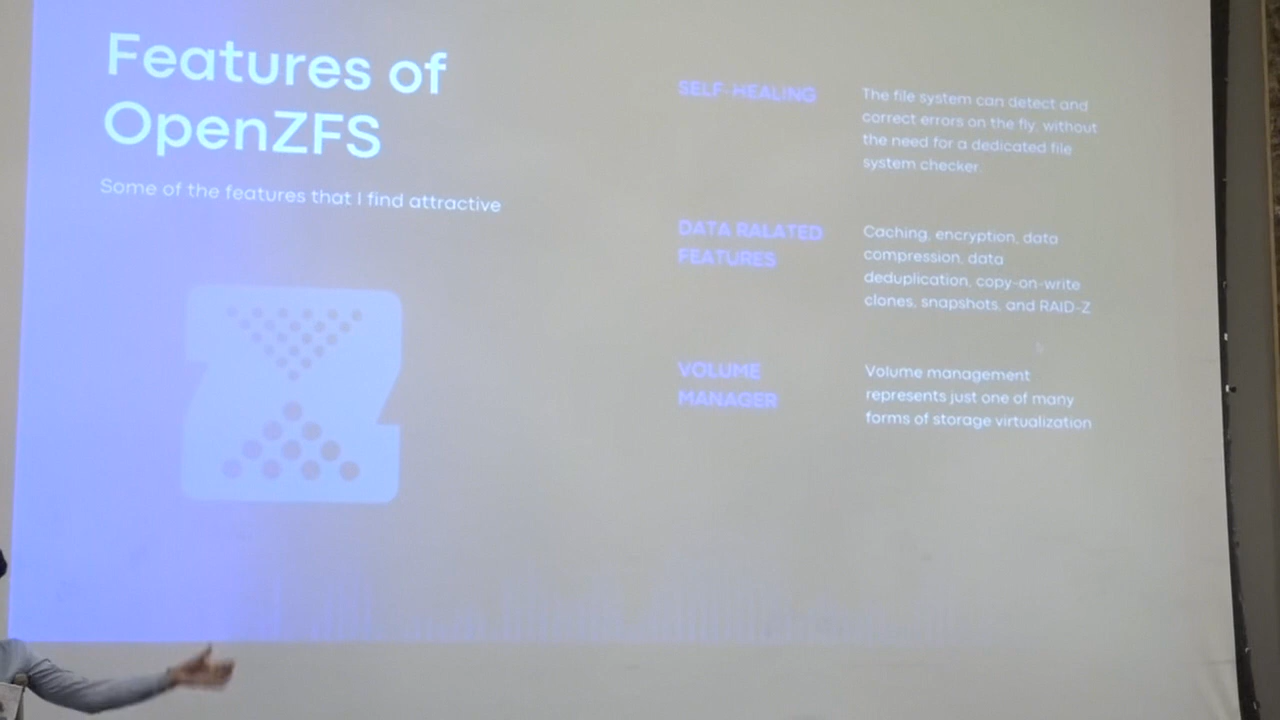 Features of
OpenZFS
Some of the features that I find attractive
SELF-HEALING
The file system can detect and
correct errors on the fly, without
the need for a dedicated file
system checker.
DATA RALATED
FEATURES
Caching, encryption, data
compression, data
deduplication, copy-on-write
clones, snapshots, and RAID-Z
VOLUME
MANAGER
Volume management
represents just one of many
forms of storage virtualization